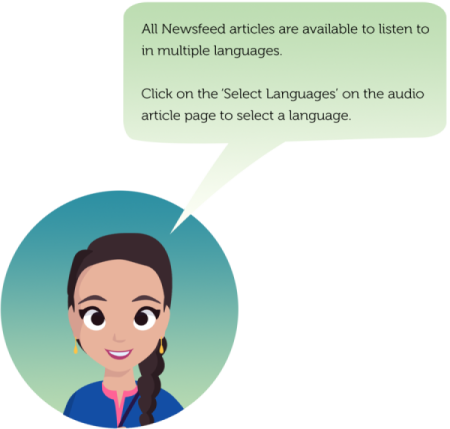 All Newsfeed articles are available to listen to
in multiple languages.
Click on the ‘Select Languages’ on the audio
article page to select a language.